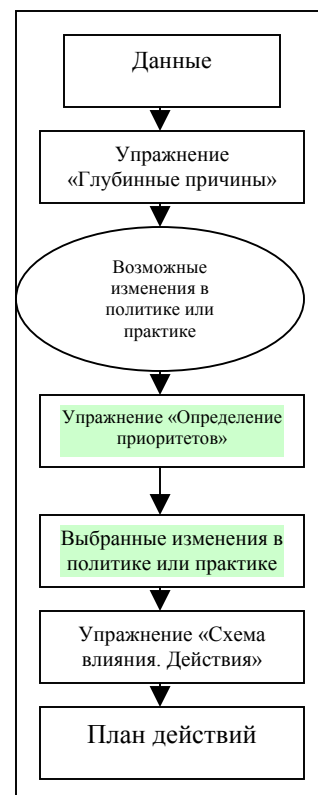 Данные
Упражнение
«Глубинные причины»
Возможные
изменения в
политике или
практике
Упражнение «Определение
приоритетов»
Выбранные изменения в
политике или практике
Упражнение «Схема
влияния. Действия»
План действий